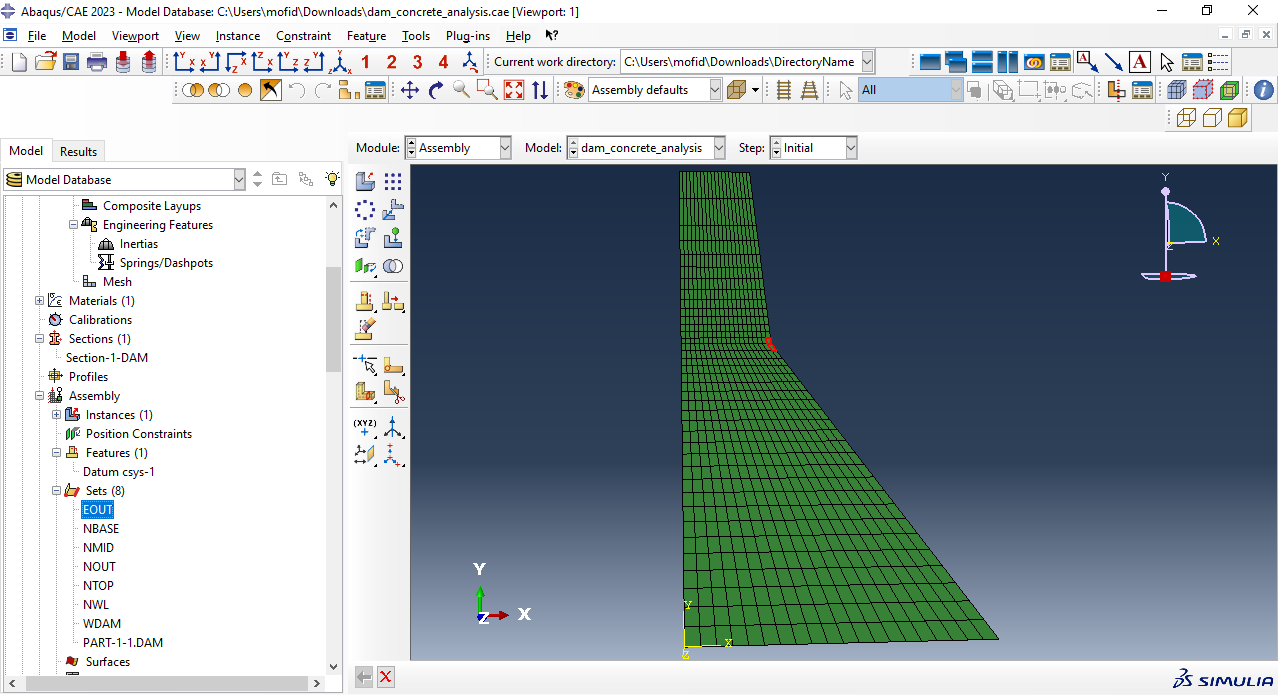 Abaqus/CAE 2023 - Model Database: C:\Users\mofid\Downloads\dam_concrete_analysis.cae [Viewport: 1]
File Model Viewport View Instance Constraint Feature Tools Plug-ins Help
1 2 3 4 Current work directory: C:\Users\mofid\Downloads\DirectoryName A A
Assembly defaults All i
Model Results Module: Assembly Model: dam_concrete_analysis Step: Initial
Model Database
Composite Layups
Engineering Features
Inertias
Springs/Dashpots
Mesh
Materials (1)
Calibrations
Sections (1)
Section-1-DAM
Profiles
Assembly
Instances (1)
Position Constraints
Features (1)
Datum csys-1
Sets (8)
EOUT
NBASE
NMID
NOUT
NTOP
NWL
WDAM
PART-1-1.DAM
Surfaces
(XYZ)
Y
X
Z
Y
X
Z
Y
X
Z
SIMULIA